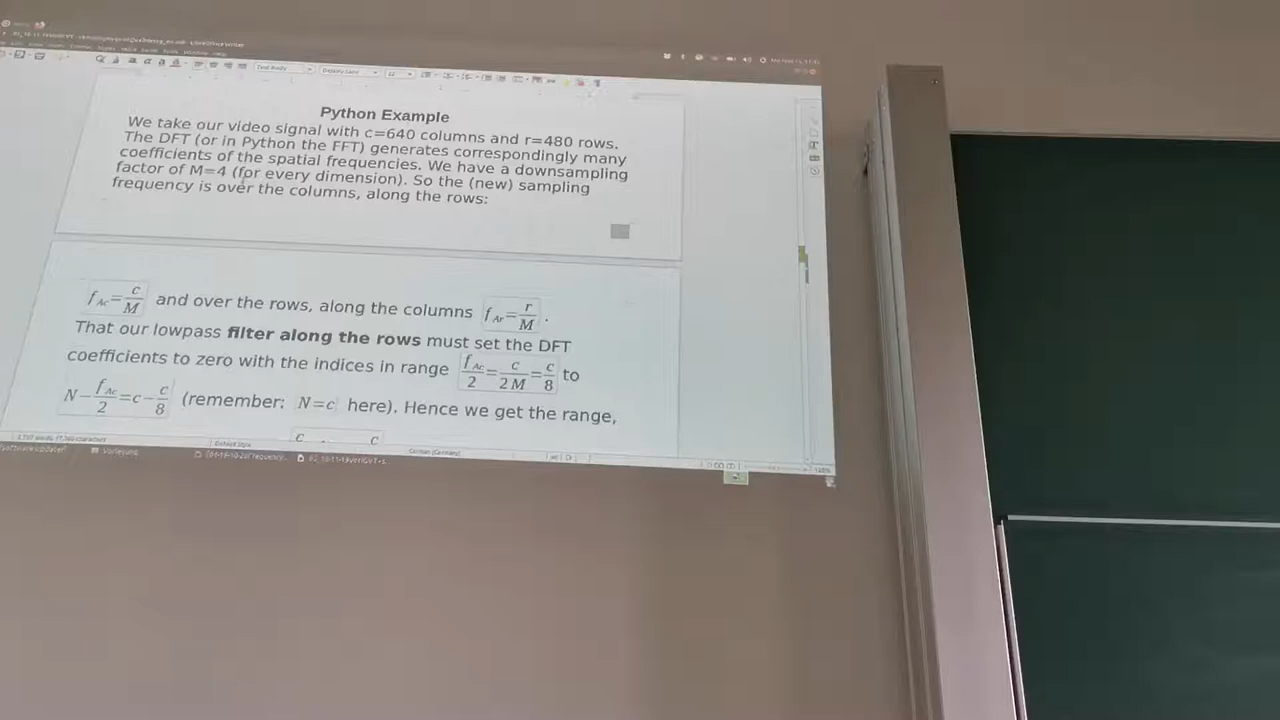 Python Example
We take our video signal with c=640 columns and r=480 rows.
The DFT (or in Python the FFT) generates correspondingly many
coefficients of the spatial frequencies. We have a downsampling
factor of M=4 (for every dimension). So the (new) sampling
frequency is over the columns, along the rows:
f_Ac = c/M and over the rows, along the columns f_Ar = r/M .
That our lowpass filter along the rows must set the DFT
coefficients to zero with the indices in range f_Ac/2 = c/2M = c/8 to
N − f_Ac/2 = c − c/8 (remember: N=c here). Hence we get the range,